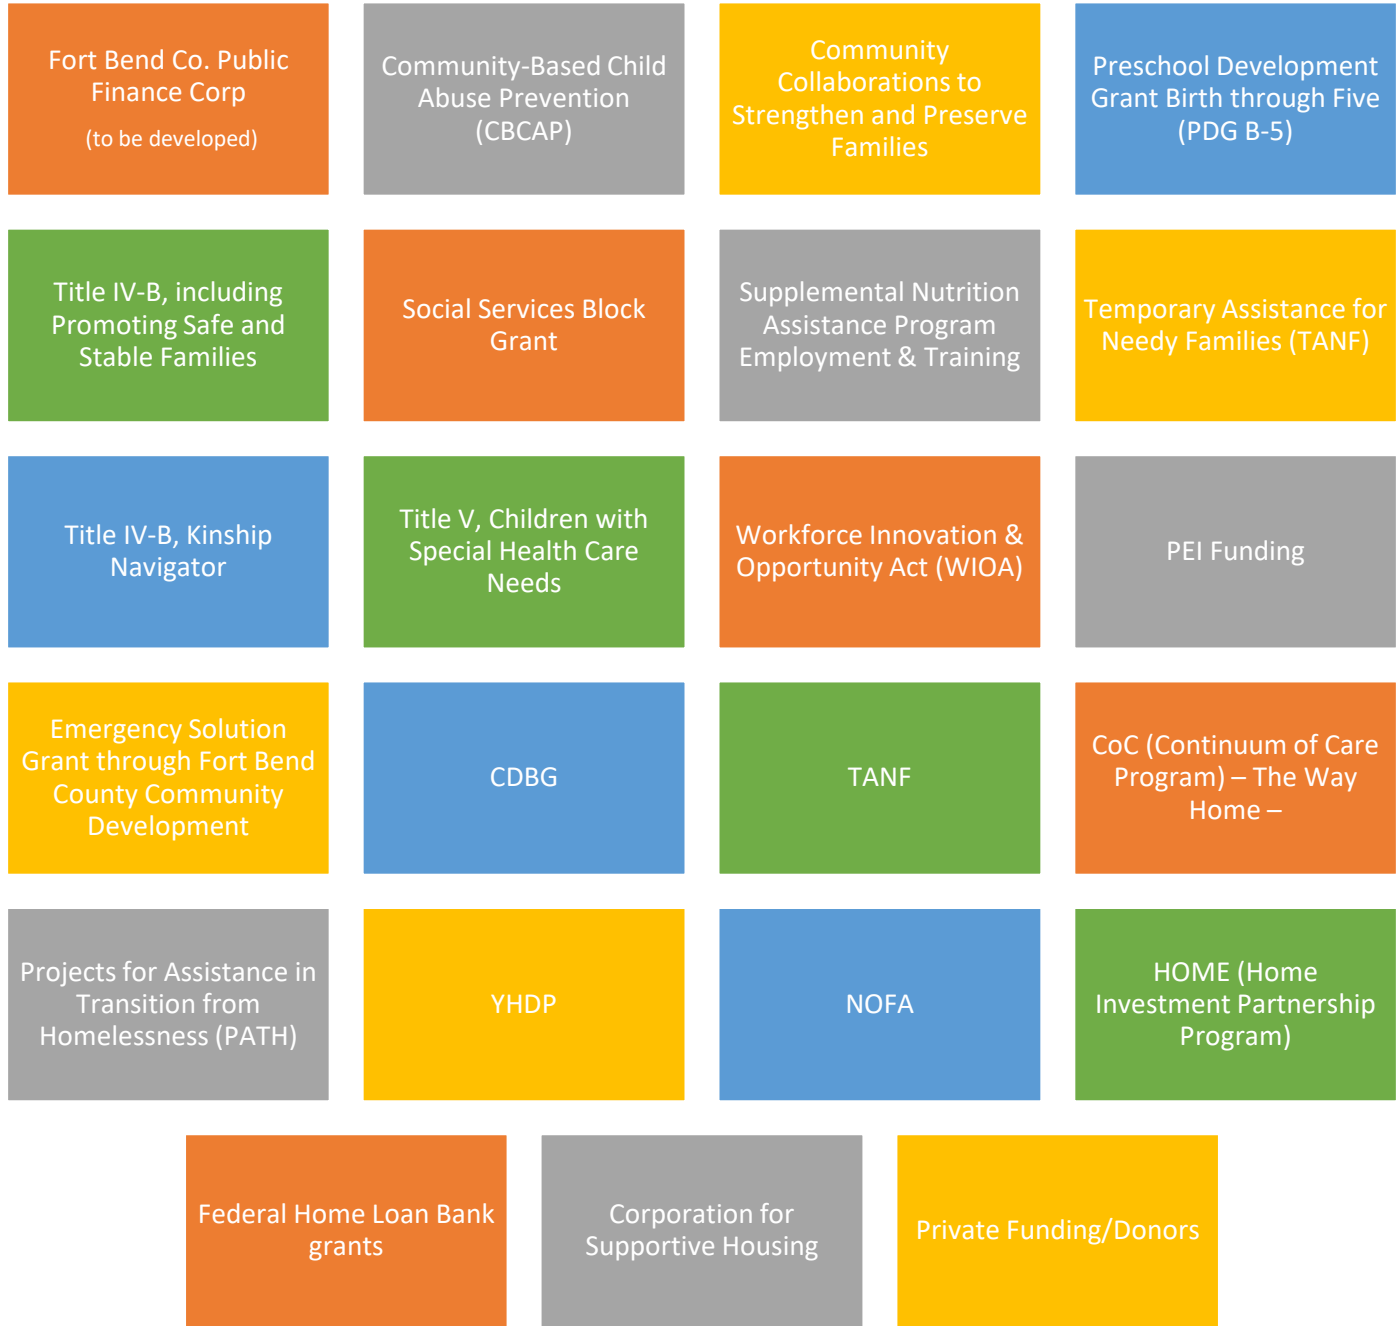 Fort Bend Co. Public
Finance Corp
(to be developed)
Community-Based Child
Abuse Prevention
(CBCAP)
Community
Collaborations to
Strengthen and Preserve
Families
Preschool Development
Grant Birth through Five
(PDG B-5)
Title IV-B, including
Promoting Safe and
Stable Families
Social Services Block
Grant
Supplemental Nutrition
Assistance Program
Employment & Training
Temporary Assistance for
Needy Families (TANF)
Title IV-B, Kinship
Navigator
Title V, Children with
Special Health Care
Needs
Workforce Innovation &
Opportunity Act (WIOA)
PEI Funding
Emergency Solution
Grant through Fort Bend
County Community
Development
CDBG
TANF
CoC (Continuum of Care
Program) – The Way
Home –
Projects for Assistance in
Transition from
Homelessness (PATH)
YHDP
NOFA
HOME (Home
Investment Partnership
Program)
Federal Home Loan Bank
grants
Corporation for
Supportive Housing
Private Funding/Donors